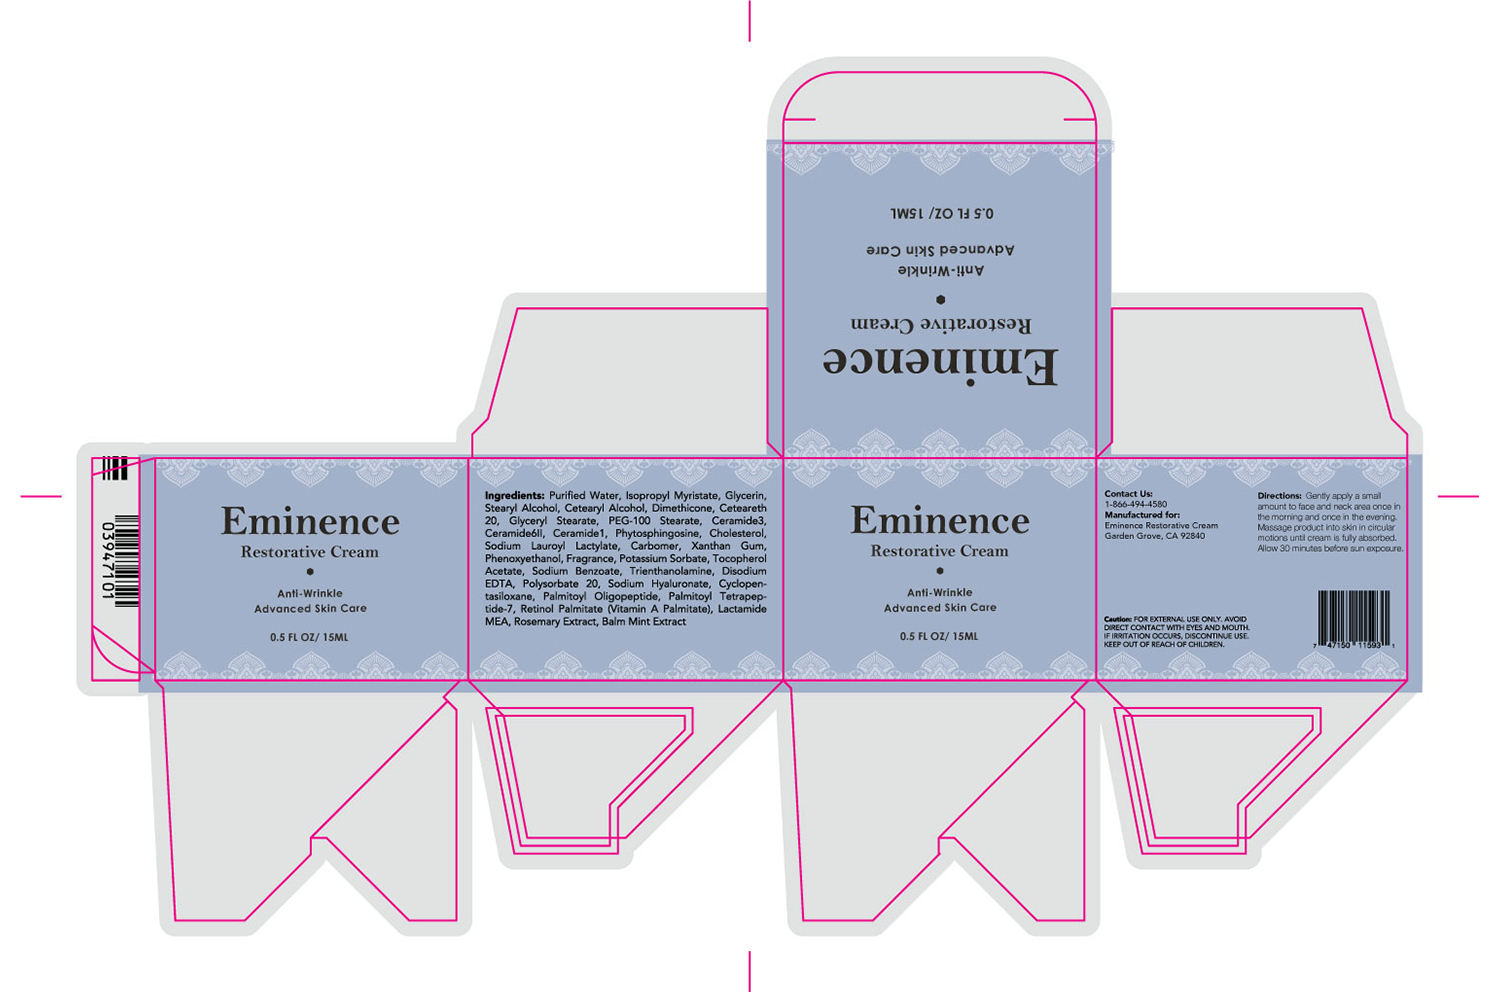 0.5 FL OZ/ 15ML
Advanced Skin Care
Anti-Wrinkle
Restorative Cream
Eminence
03947101
Eminence
Restorative Cream
Anti-Wrinkle
Advanced Skin Care
0.5 FL OZ/ 15ML
Ingredients: Purified Water, Isopropyl Myristate, Glycerin,
Stearyl Alcohol, Cetearyl Alcohol, Dimethicone, Ceteareth
20, Glyceryl Stearate, PEG-100 Stearate, Ceramide3,
Ceramide6II, Ceramide1, Phytosphingosine, Cholesterol,
Sodium Lauroyl Lactylate, Carbomer, Xanthan Gum,
Phenoxyethanol, Fragrance, Potassium Sorbate, Tocopherol
Acetate, Sodium Benzoate, Trienthanolamine, Disodium
EDTA, Polysorbate 20, Sodium Hyaluronate, Cyclopen-
tasiloxane, Palmitoyl Oligopeptide, Palmitoyl Tetrapep-
tide-7, Retinol Palmitate (Vitamin A Palmitate), Lactamide
MEA, Rosemary Extract, Balm Mint Extract
Eminence
Restorative Cream
Anti-Wrinkle
Advanced Skin Care
0.5 FL OZ/ 15ML
Contact Us:
1-866-494-4580
Manufactured for:
Eminence Restorative Cream
Garden Grove, CA 92840
Caution: FOR EXTERNAL USE ONLY. AVOID
DIRECT CONTACT WITH EYES AND MOUTH.
IF IRRITATION OCCURS, DISCONTINUE USE.
KEEP OUT OF REACH OF CHILDREN.
Directions: Gently apply a small
amount to face and neck area once in
the morning and once in the evening.
Massage product into skin in circular
motions until cream is fully absorbed.
Allow 30 minutes before sun exposure.
7 47150 11593 1